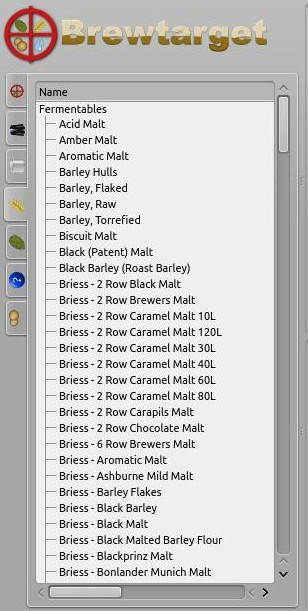 Brewtarget
Name
Fermentables
Acid Malt
Amber Malt
Aromatic Malt
Barley Hulls
Barley, Flaked
Barley, Raw
Barley, Torrefied
Biscuit Malt
Black (Patent) Malt
Black Barley (Roast Barley)
Briess - 2 Row Black Malt
Briess - 2 Row Brewers Malt
Briess - 2 Row Caramel Malt 10L
Briess - 2 Row Caramel Malt 120L
Briess - 2 Row Caramel Malt 30L
Briess - 2 Row Caramel Malt 40L
Briess - 2 Row Caramel Malt 60L
Briess - 2 Row Caramel Malt 80L
Briess - 2 Row Carapils Malt
Briess - 2 Row Chocolate Malt
Briess - 6 Row Brewers Malt
Briess - Aromatic Malt
Briess - Ashburne Mild Malt
Briess - Barley Flakes
Briess - Black Barley
Briess - Black Malt
Briess - Black Malted Barley Flour
Briess - Blackprinz Malt
Briess - Bonlander Munich Malt